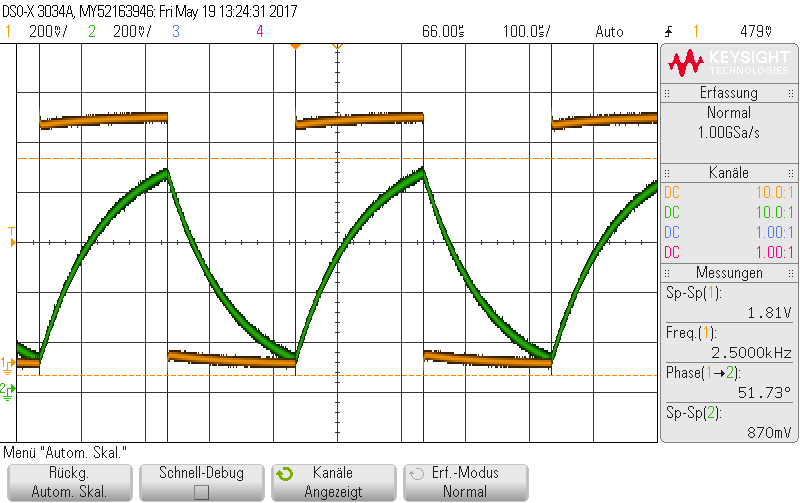 DSO-X 3034A, MY52163946: Fri May 19 13:24:31 2017
1 200mV/ 2 200mV/ 3 4 66.00µs 100.0µs/ Auto 1 479mV
KEYSIGHT
TECHNOLOGIES
Erfassung
Normal
1.00GSa/s
Kanäle
DC 10.0:1
DC 10.0:1
DC 1.00:1
DC 1.00:1
Messungen
Sp-Sp(1):
1.81V
Freq.(1):
2.5000kHz
Phase(1→2):
51.73°
Sp-Sp(2):
870mV
T
1
2
Menü "Autom. Skal."
Rückg.
Autom. Skal.
Schnell-Debug
Kanäle
Angezeigt
Erf.-Modus
Normal